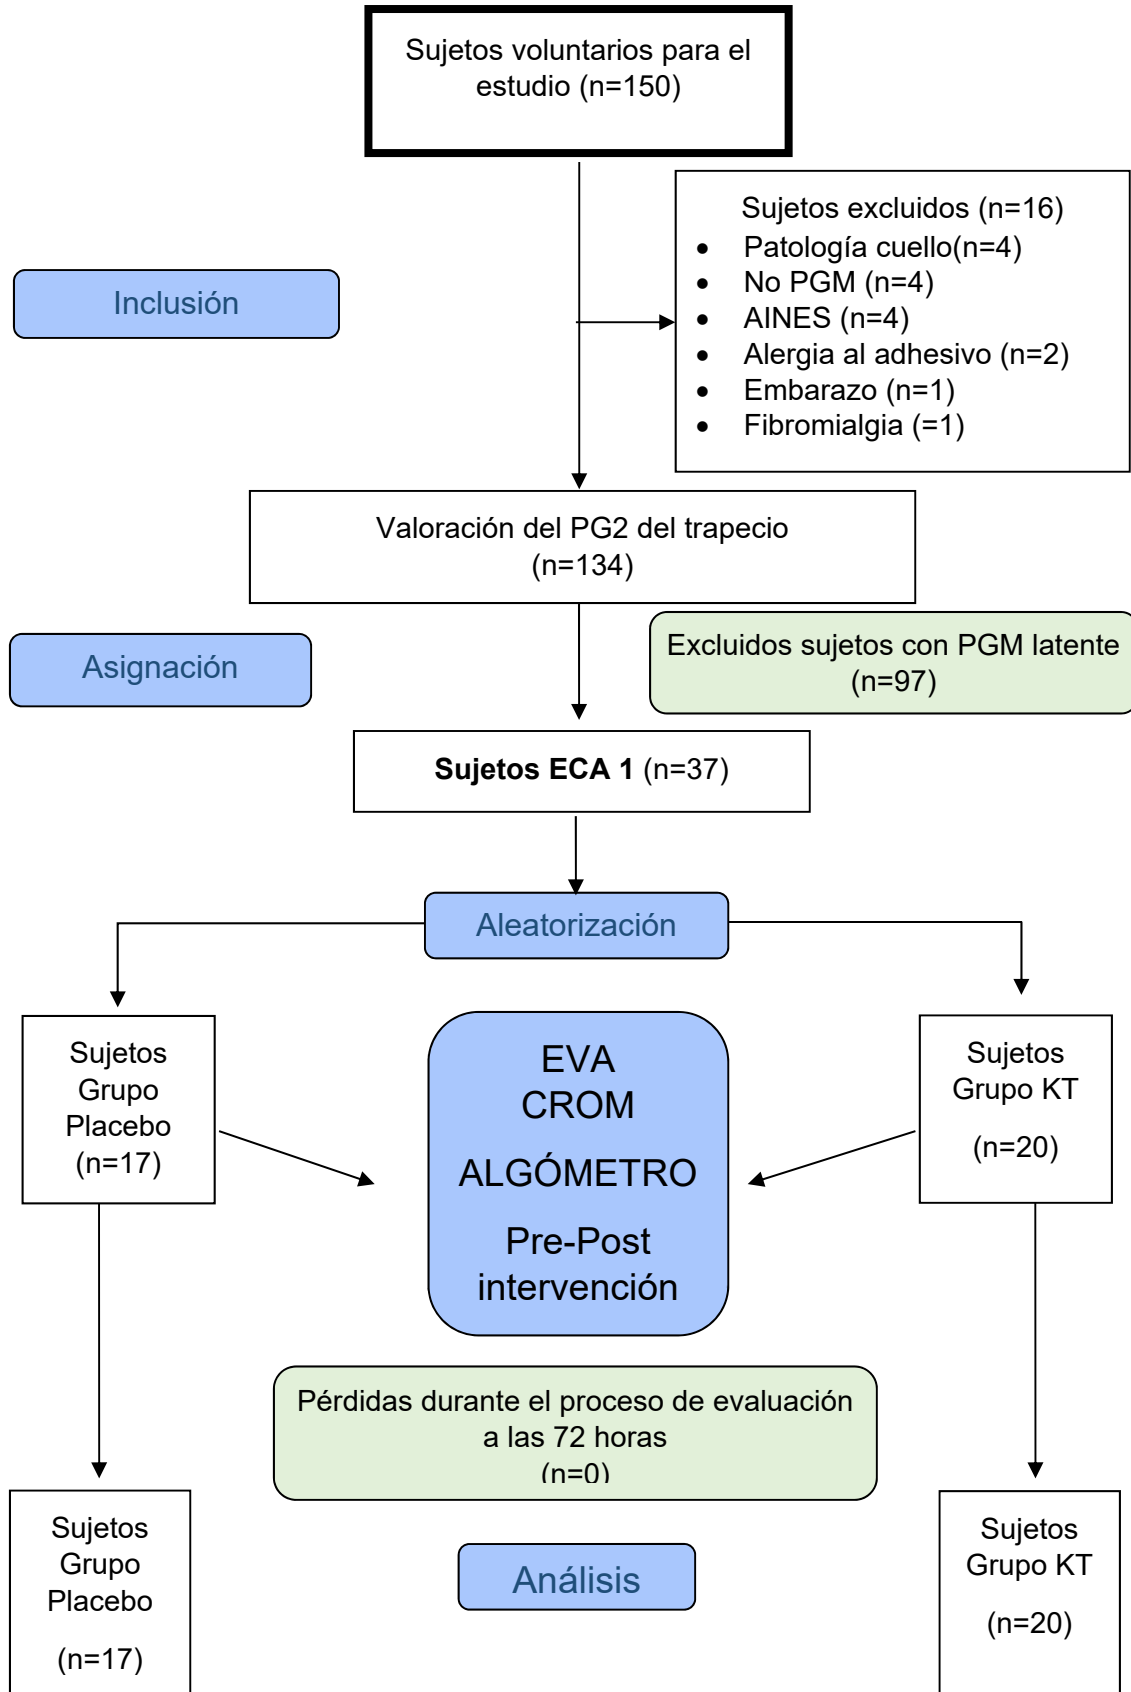 Sujetos voluntarios para el
estudio (n=150)
Sujetos excluidos (n=16)
• Patología cuello(n=4)
• No PGM (n=4)
• AINES (n=4)
• Alergia al adhesivo (n=2)
• Embarazo (n=1)
• Fibromialgia (=1)
Inclusión
Valoración del PG2 del trapecio
(n=134)
Asignación
Excluidos sujetos con PGM latente
(n=97)
Sujetos ECA 1 (n=37)
Aleatorización
Sujetos
Grupo
Placebo
(n=17)
EVA
CROM
ALGÓMETRO
Pre-Post
intervención
Sujetos
Grupo KT
(n=20)
Pérdidas durante el proceso de evaluación
a las 72 horas
(n=0)
Sujetos
Grupo
Placebo
(n=17)
Análisis
Sujetos
Grupo KT
(n=20)